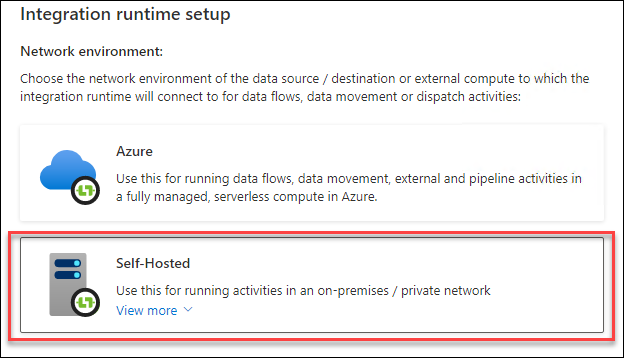 Integration runtime setup
Network environment:
Choose the network environment of the data source / destination or external compute to which the
integration runtime will connect to for data flows, data movement or dispatch activities:
Azure
Use this for running data flows, data movement, external and pipeline activities in
a fully managed, serverless compute in Azure.
Self-Hosted
Use this for running activities in an on-premises / private network
View more